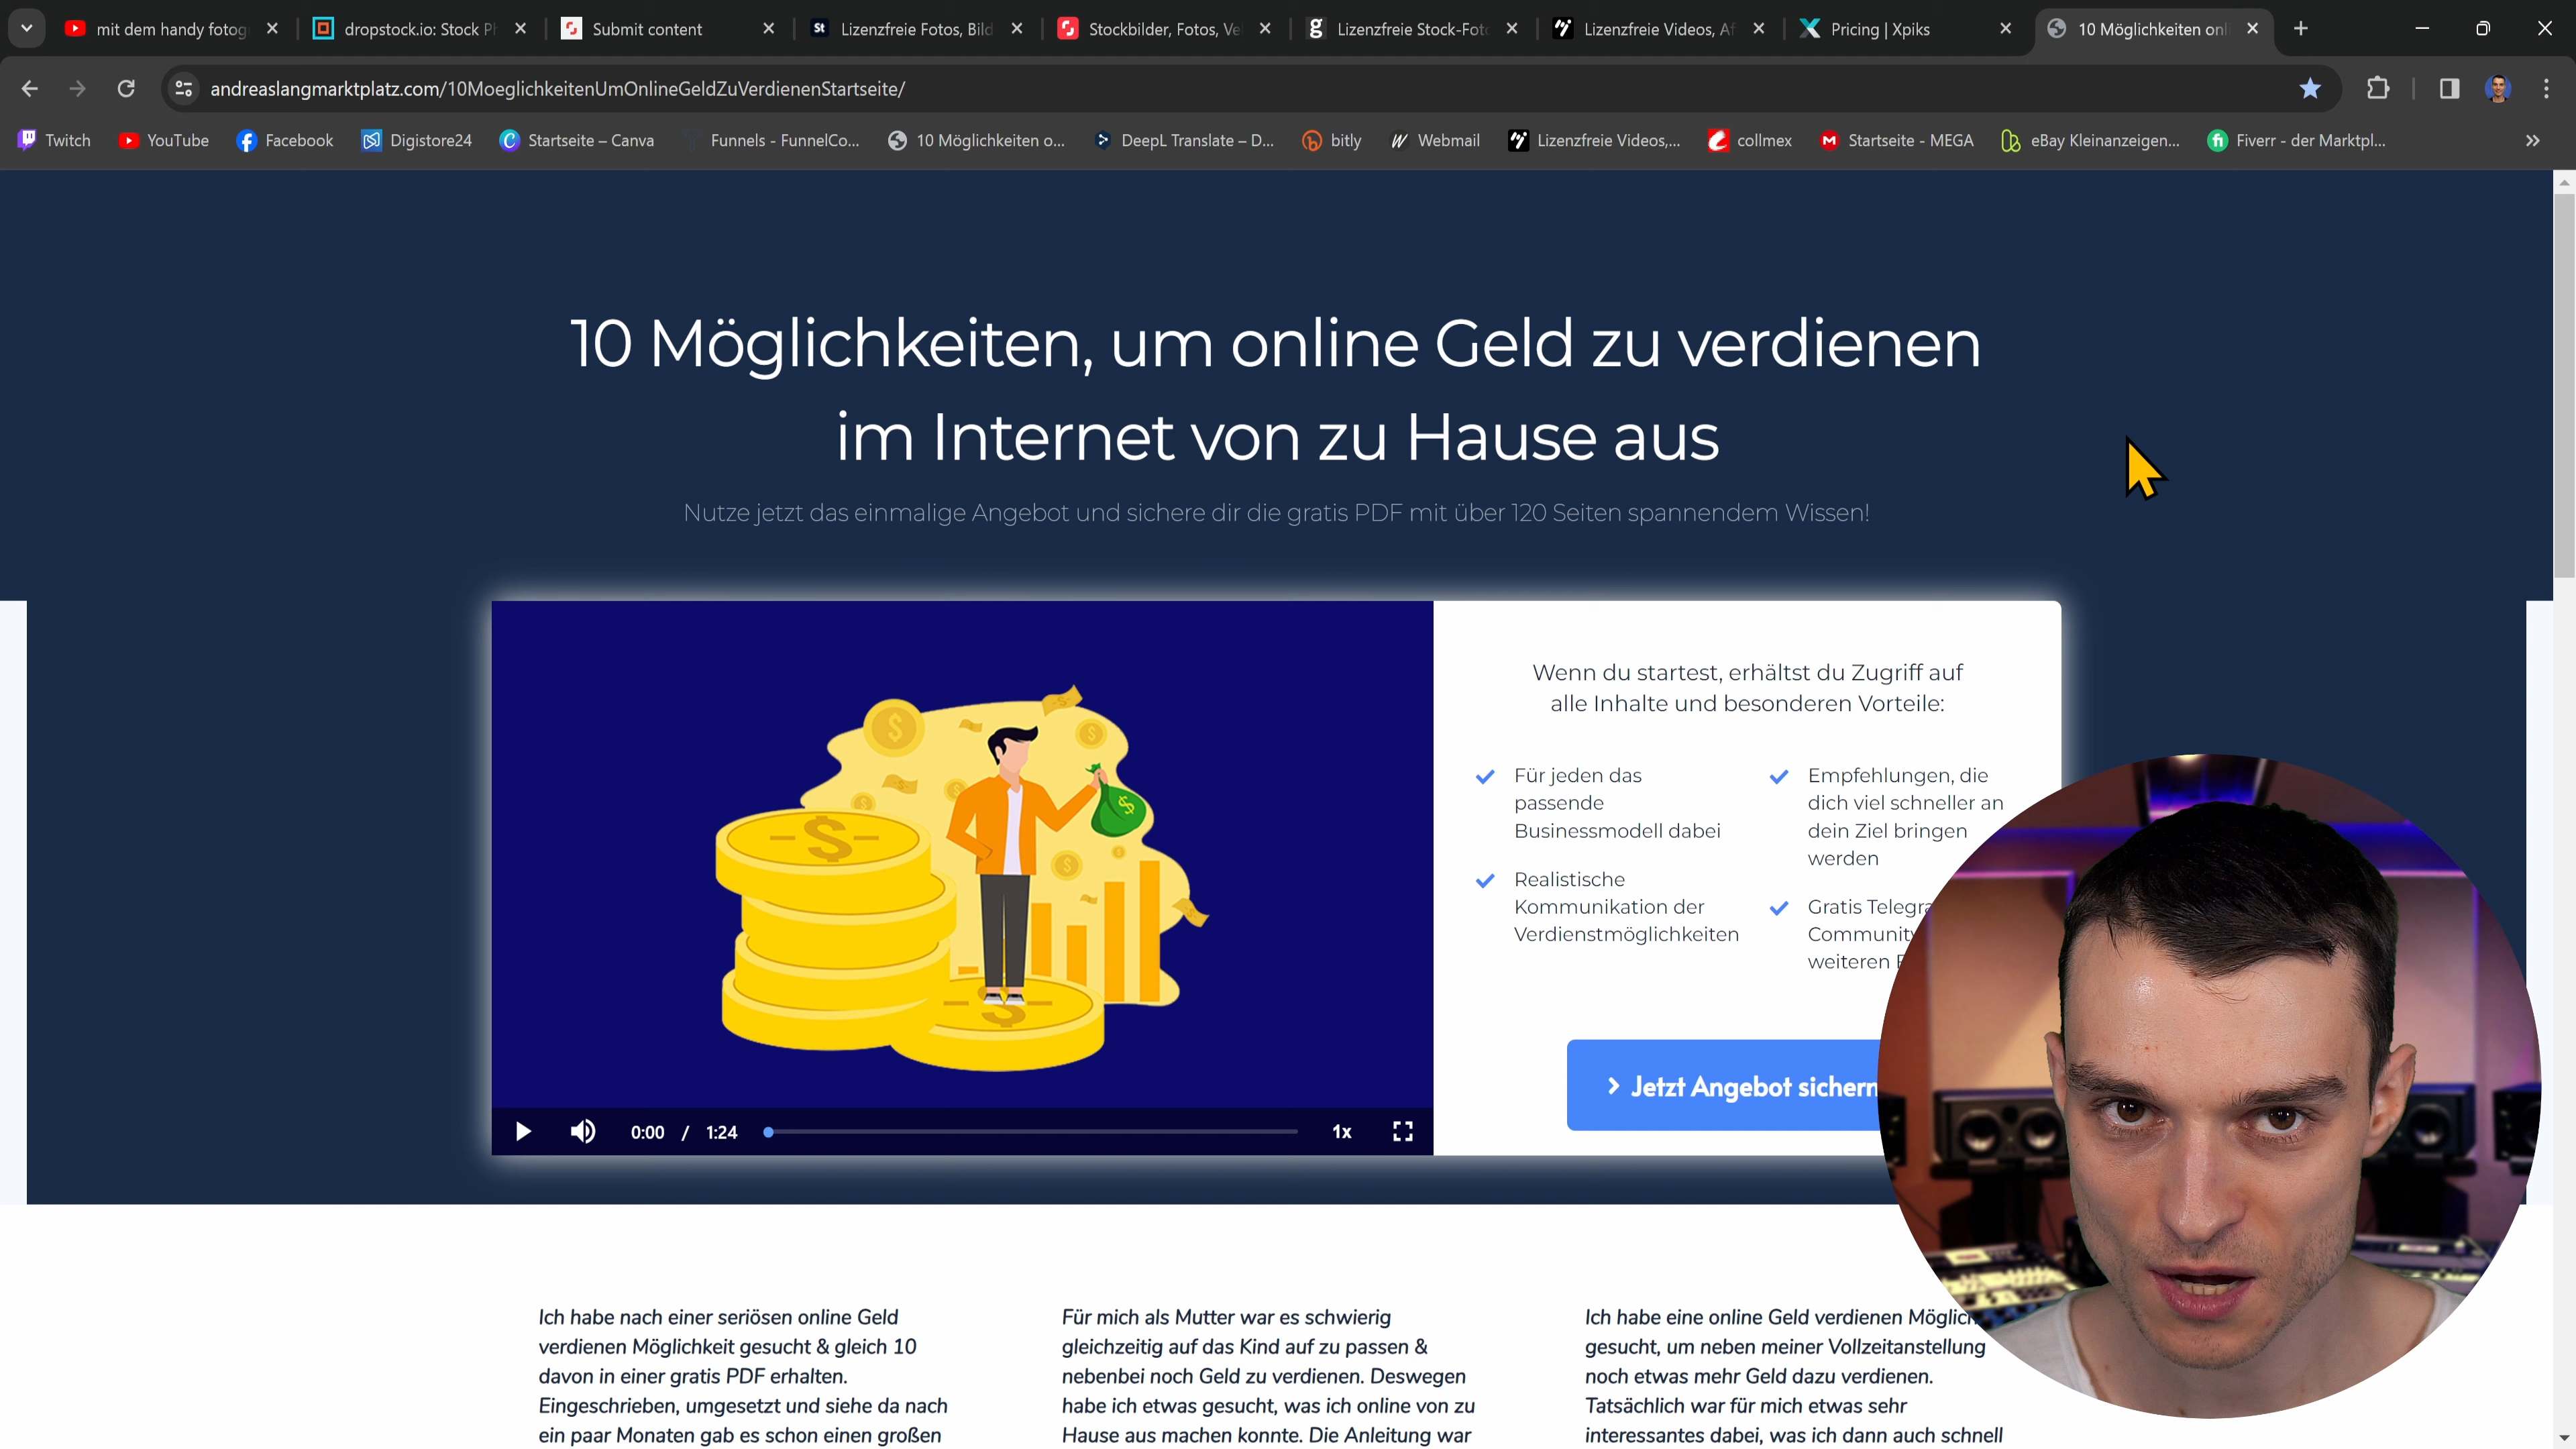 mit dem handy fotog
dropstock.io: Stock Ph
Submit content
Lizenzfreie Fotos, Bild
Stockbilder, Fotos, Ve
Lizenzfreie Stock-Foto
Lizenzfreie Videos, Af
Pricing | Xpiks
10 Möglichkeiten onl
andreaslangmarktplatz.com/10MoeglichkeitenUmOnlineGeldZuVerdienenStartseite/
Twitch
YouTube
Facebook
Digistore24
Startseite – Canva
Funnels - FunnelCo...
10 Möglichkeiten o...
DeepL Translate – D...
bitly
Webmail
Lizenzfreie Videos,...
collmex
Startseite - MEGA
eBay Kleinanzeigen...
Fiverr - der Marktpl...
10 Möglichkeiten, um online Geld zu verdienen
im Internet von zu Hause aus
Nutze jetzt das einmalige Angebot und sichere dir die gratis PDF mit über 120 Seiten spannendem Wissen!
Wenn du startest, erhältst du Zugriff auf
alle Inhalte und besonderen Vorteile:
Für jeden das
passende
Businessmodell dabei
Realistische
Kommunikation der
Verdienstmöglichkeiten
Empfehlungen, die
dich viel schneller an
dein Ziel bringen
werden
Gratis Telegra
Community
weiteren
Jetzt Angebot sichern
0:00 / 1:24
1x
Ich habe nach einer seriösen online Geld
verdienen Möglichkeit gesucht & gleich 10
davon in einer gratis PDF erhalten.
Eingeschrieben, umgesetzt und siehe da nach
ein paar Monaten gab es schon einen großen
Für mich als Mutter war es schwierig
gleichzeitig auf das Kind auf zu passen &
nebenbei noch Geld zu verdienen. Deswegen
habe ich etwas gesucht, was ich online von zu
Hause aus machen konnte. Die Anleitung war
Ich habe eine online Geld verdienen Möglich
gesucht, um neben meiner Vollzeitanstellung
noch etwas mehr Geld dazu verdienen.
Tatsächlich war für mich etwas sehr
interessantes dabei, was ich dann auch schnell